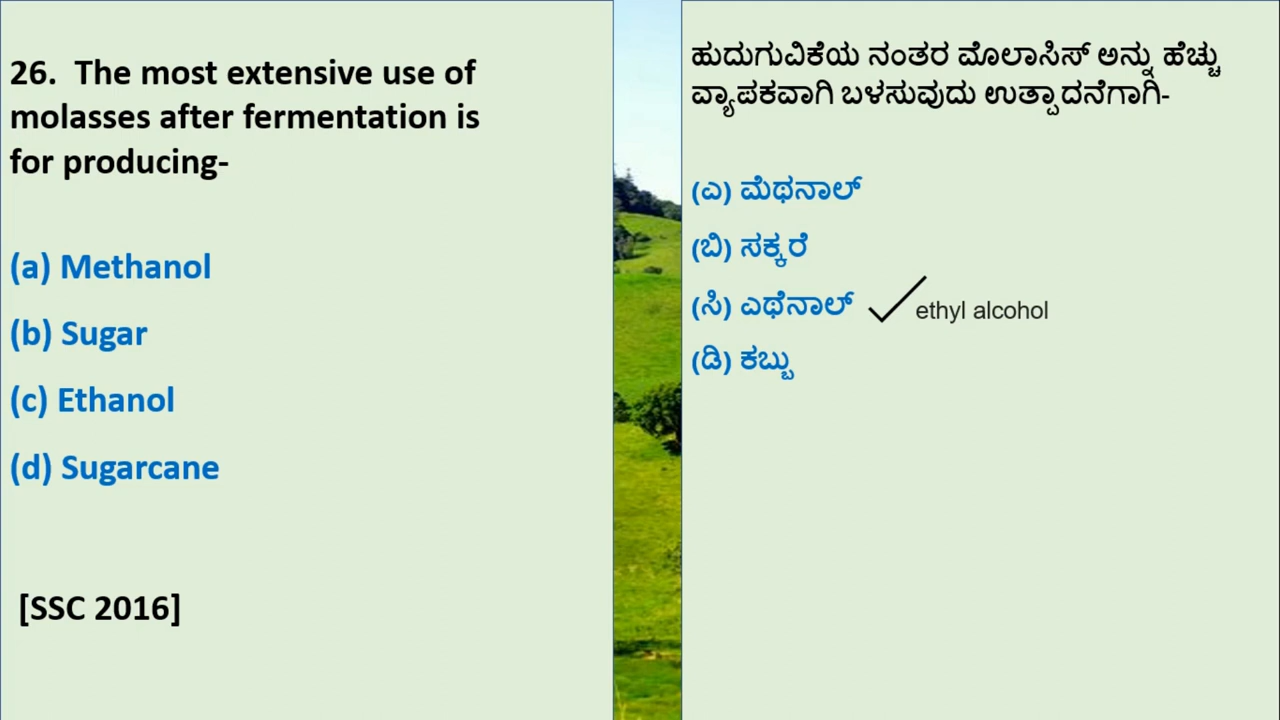 26. The most extensive use of
molasses after fermentation is
for producing-
(a) Methanol
(b) Sugar
(c) Ethanol
(d) Sugarcane
[SSC 2016]
ಹುದುಗುವಿಕೆಯ ನಂತರ ಮೊಲಾಸಿಸ್ ಅನ್ನು ಹೆಚ್ಚು
ವ್ಯಾಪಕವಾಗಿ ಬಳಸುವುದು ಉತ್ಪಾದನೆಗಾಗಿ-
(ಎ) ಮೆಥನಾಲ್
(ಬಿ) ಸಕ್ಕರೆ
(ಸಿ) ಎಥೆನಾಲ್ ethyl alcohol
(ಡಿ) ಕಬ್ಬು